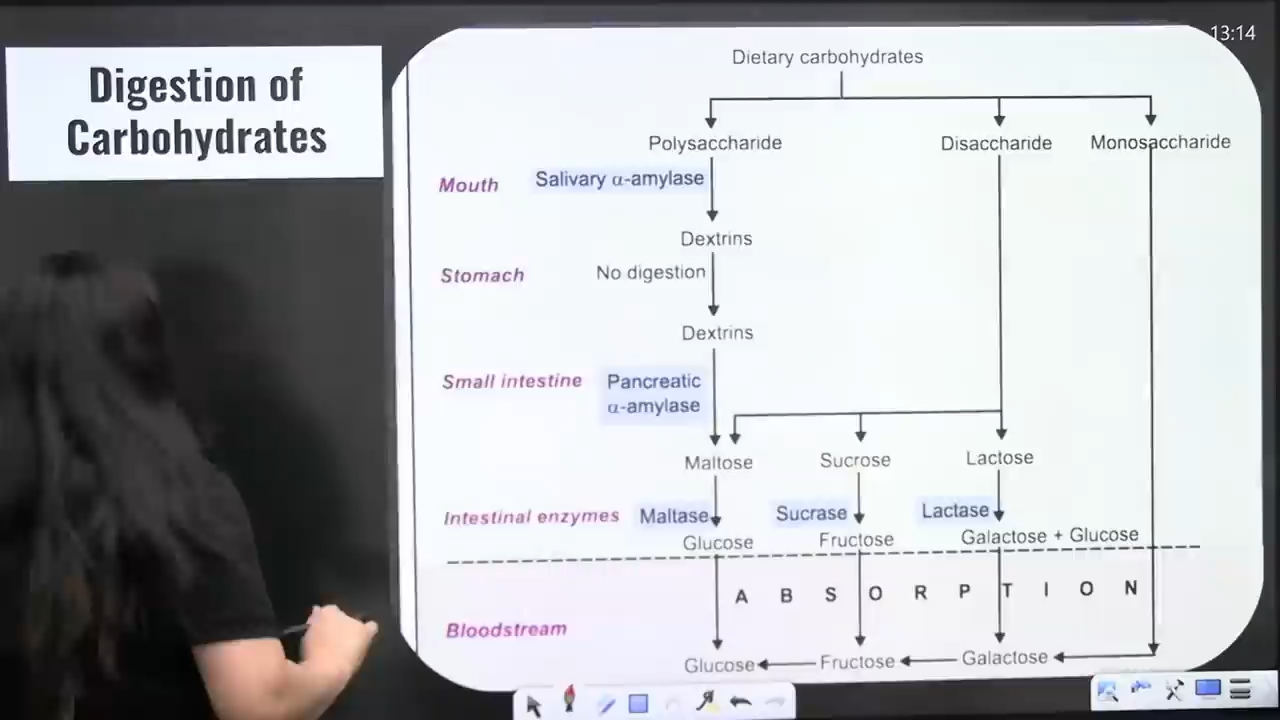 Digestion of
Carbohydrates
13:14
Dietary carbohydrates
Polysaccharide Disaccharide Monosaccharide
Mouth Salivary α-amylase
Dextrins
Stomach No digestion
Dextrins
Small intestine Pancreatic
α-amylase
Maltose Sucrose Lactose
Intestinal enzymes Maltase Sucrase Lactase
Glucose Fructose Galactose + Glucose
A B S O R P T I O N
Bloodstream
Glucose Fructose Galactose